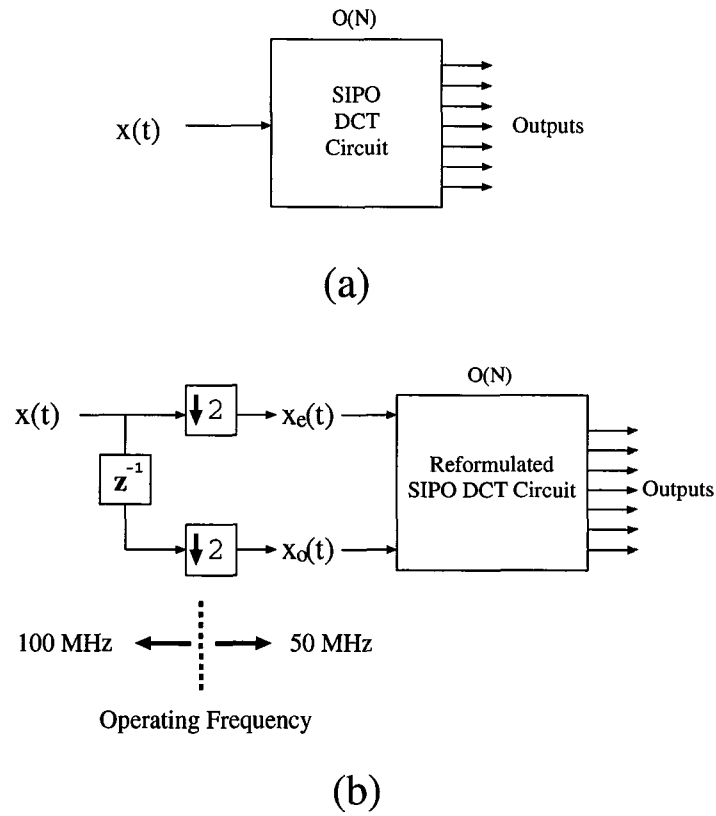 O(N)
SIPO
DCT
Circuit
x(t)
Outputs
(a)
O(N)
x(t)
↓2
xₑ(t)
z⁻¹
Reformulated
SIPO DCT Circuit
Outputs
↓2
xₒ(t)
100 MHz
50 MHz
Operating Frequency
(b)